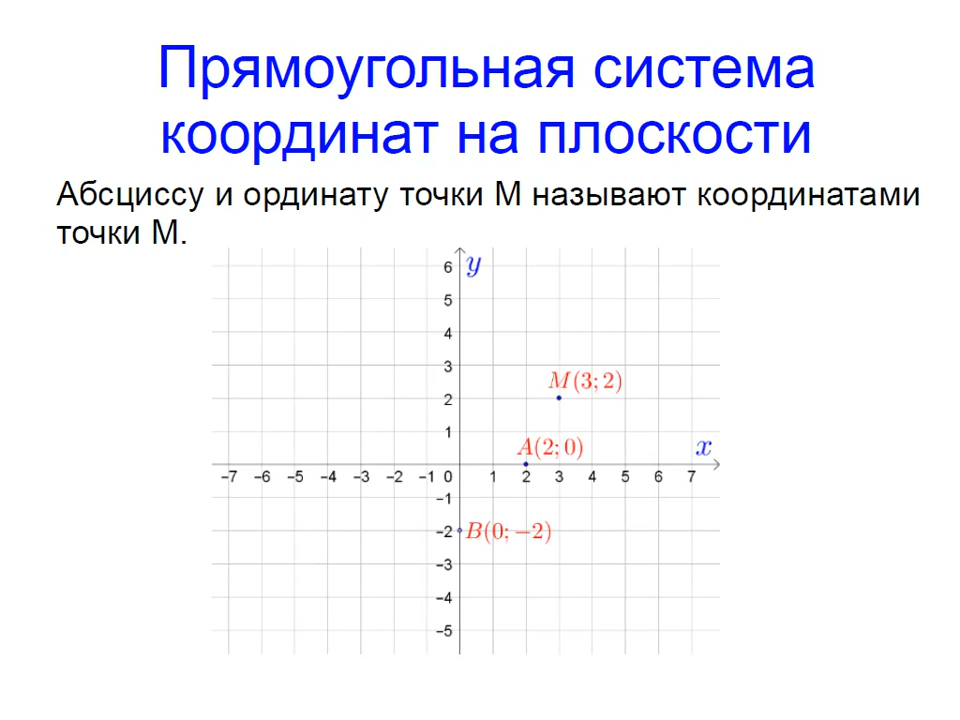 Прямоугольная система
координат на плоскости
Абсциссу и ординату точки М называют координатами
точки М.
6 y
5
4
3
M(3; 2)
2
A(2; 0)
1
x
-7 -6 -5 -4 -3 -2 -1 0 1 2 3 4 5 6 7
-1
-2 B(0; -2)
-3
-4
-5